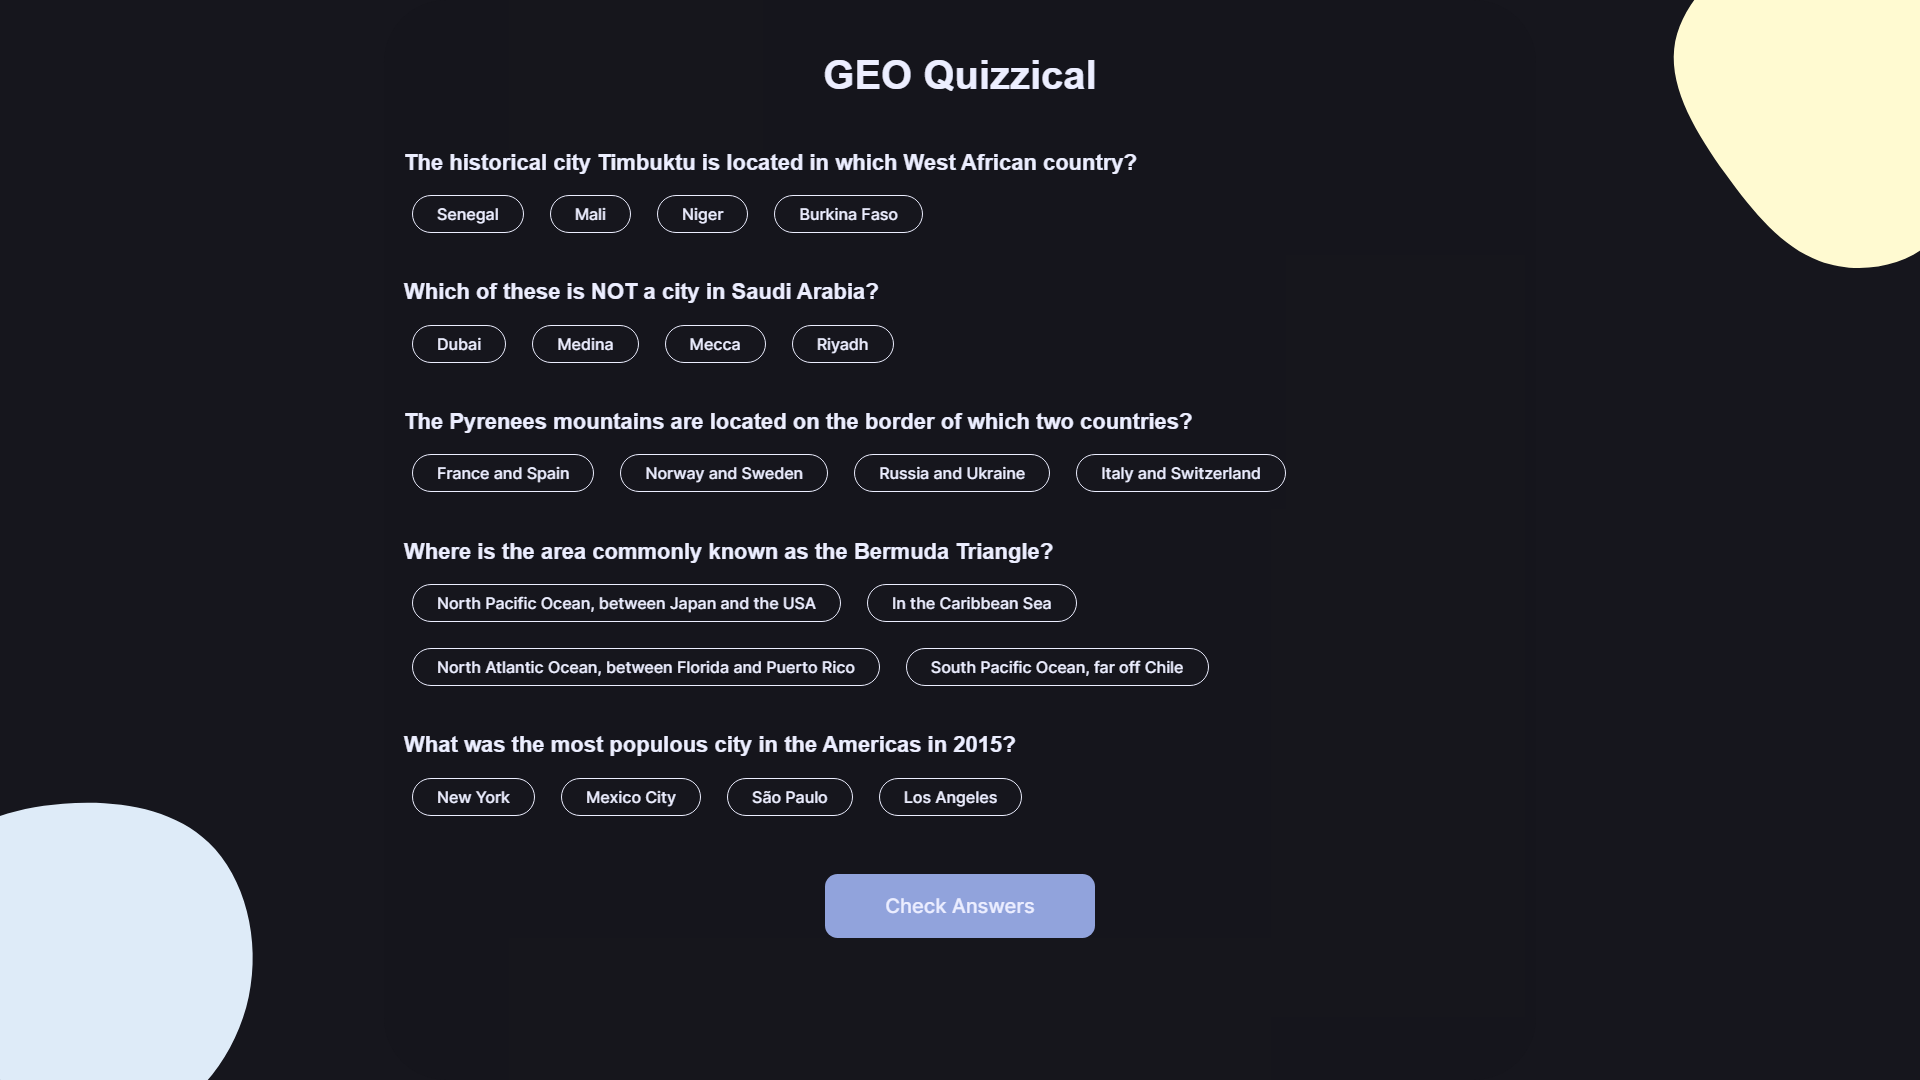 GEO Quizzical
The historical city Timbuktu is located in which West African country?
Senegal Mali Niger Burkina Faso
Which of these is NOT a city in Saudi Arabia?
Dubai Medina Mecca Riyadh
The Pyrenees mountains are located on the border of which two countries?
France and Spain Norway and Sweden Russia and Ukraine Italy and Switzerland
Where is the area commonly known as the Bermuda Triangle?
North Pacific Ocean, between Japan and the USA In the Caribbean Sea
North Atlantic Ocean, between Florida and Puerto Rico South Pacific Ocean, far off Chile
What was the most populous city in the Americas in 2015?
New York Mexico City São Paulo Los Angeles
Check Answers